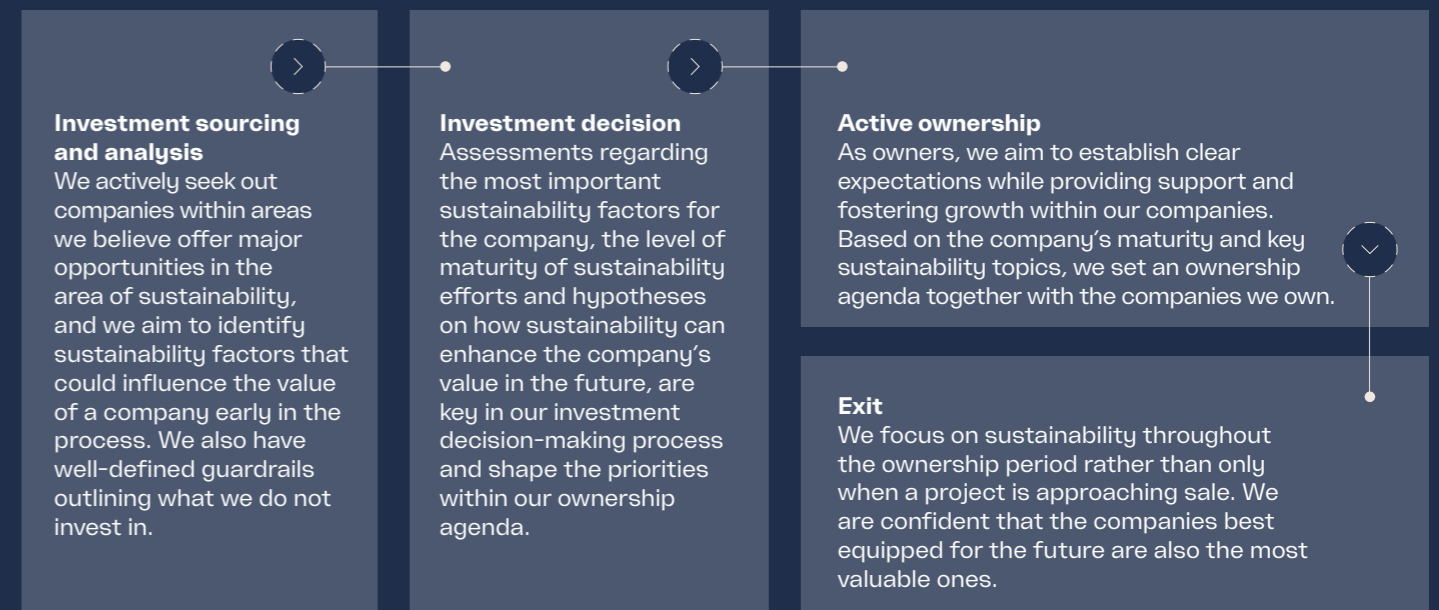 Investment sourcing
and analysis
We actively seek out
companies within areas
we believe offer major
opportunities in the
area of sustainability,
and we aim to identify
sustainability factors that
could influence the value
of a company early in the
process. We also have
well-defined guardrails
outlining what we do not
invest in.
Investment decision
Assessments regarding
the most important
sustainability factors for
the company, the level of
maturity of sustainability
efforts and hypotheses
on how sustainability can
enhance the company’s
value in the future, are
key in our investment
decision-making process
and shape the priorities
within our ownership
agenda.
Active ownership
As owners, we aim to establish clear
expectations while providing support and
fostering growth within our companies.
Based on the company’s maturity and key
sustainability topics, we set an ownership
agenda together with the companies we own.
Exit
We focus on sustainability throughout
the ownership period rather than only
when a project is approaching sale. We
are confident that the companies best
equipped for the future are also the most
valuable ones.